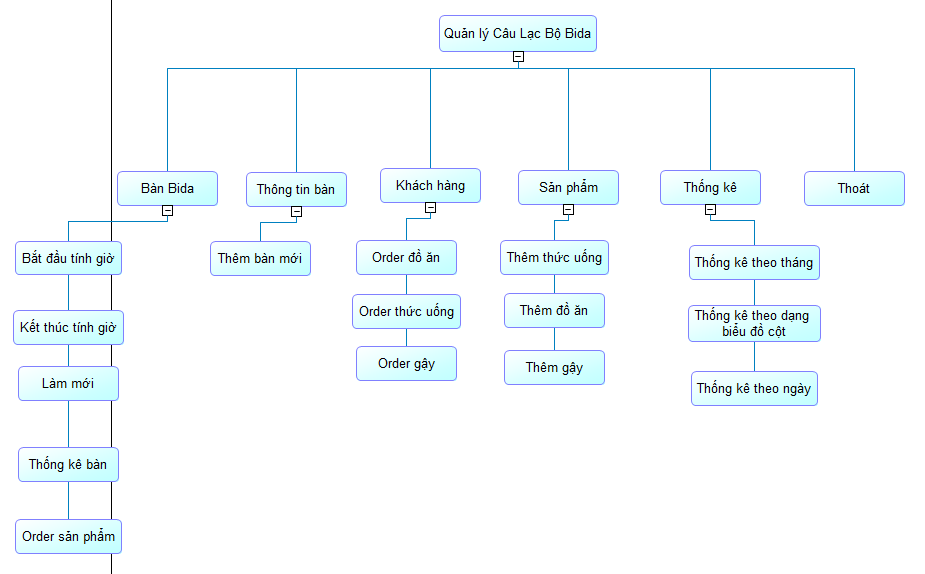 Quản lý Câu Lạc Bộ Bida
Bàn Bida
Thông tin bàn
Khách hàng
Sản phẩm
Thống kê
Thoát
Bắt đầu tính giờ
Kết thúc tính giờ
Làm mới
Thống kê bàn
Order sản phẩm
Thêm bàn mới
Order đồ ăn
Order thức uống
Order gậy
Thêm thức uống
Thêm đồ ăn
Thêm gậy
Thống kê theo tháng
Thống kê theo dạng
biểu đồ cột
Thống kê theo ngày